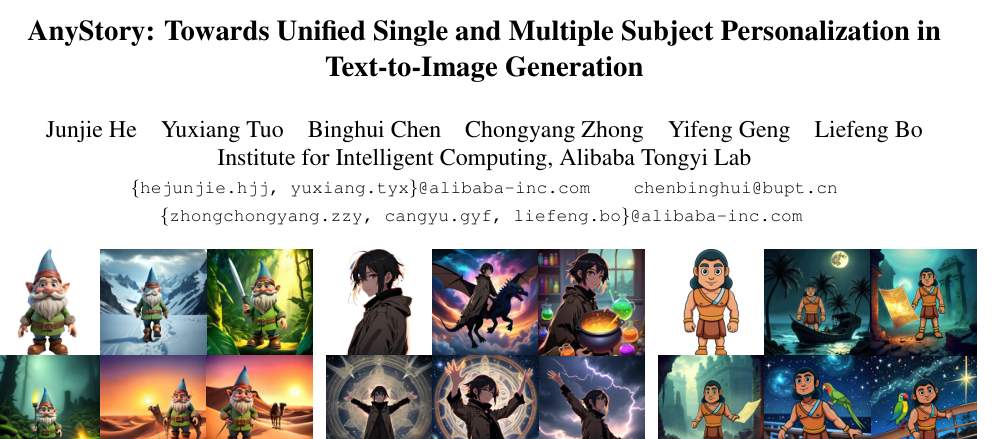 AnyStory: Towards Unified Single and Multiple Subject Personalization in
Text-to-Image Generation
Junjie He Yuxiang Tuo Binghui Chen Chongyang Zhong Yifeng Geng Liefeng Bo
Institute for Intelligent Computing, Alibaba Tongyi Lab
{hejunjie.hjj, yuxiang.tyx}@alibaba-inc.com chenbinghui@bupt.cn
{zhongchongyang.zzy, cangyu.gyf, liefeng.bo}@alibaba-inc.com